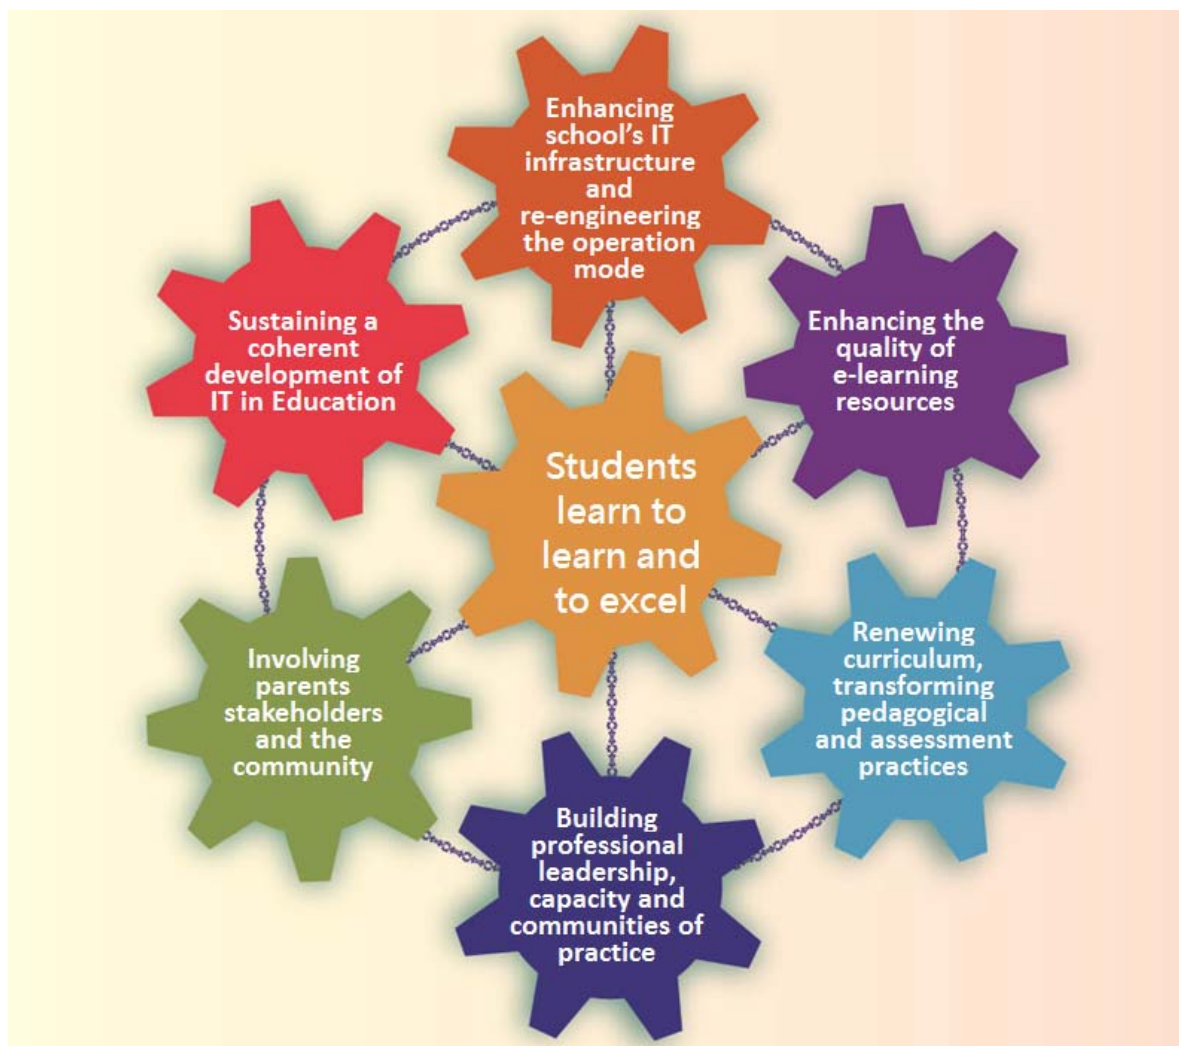 Enhancing
school’s IT
infrastructure
and
re-engineering
the operation
mode
Sustaining a
coherent
development of
IT in Education
Enhancing the
quality of
e-learning
resources
Students
learn to
learn and
to excel
Involving
parents
stakeholders
and the
community
Renewing
curriculum,
transforming
pedagogical
and assessment
practices
Building
professional
leadership,
capacity and
communities of
practice